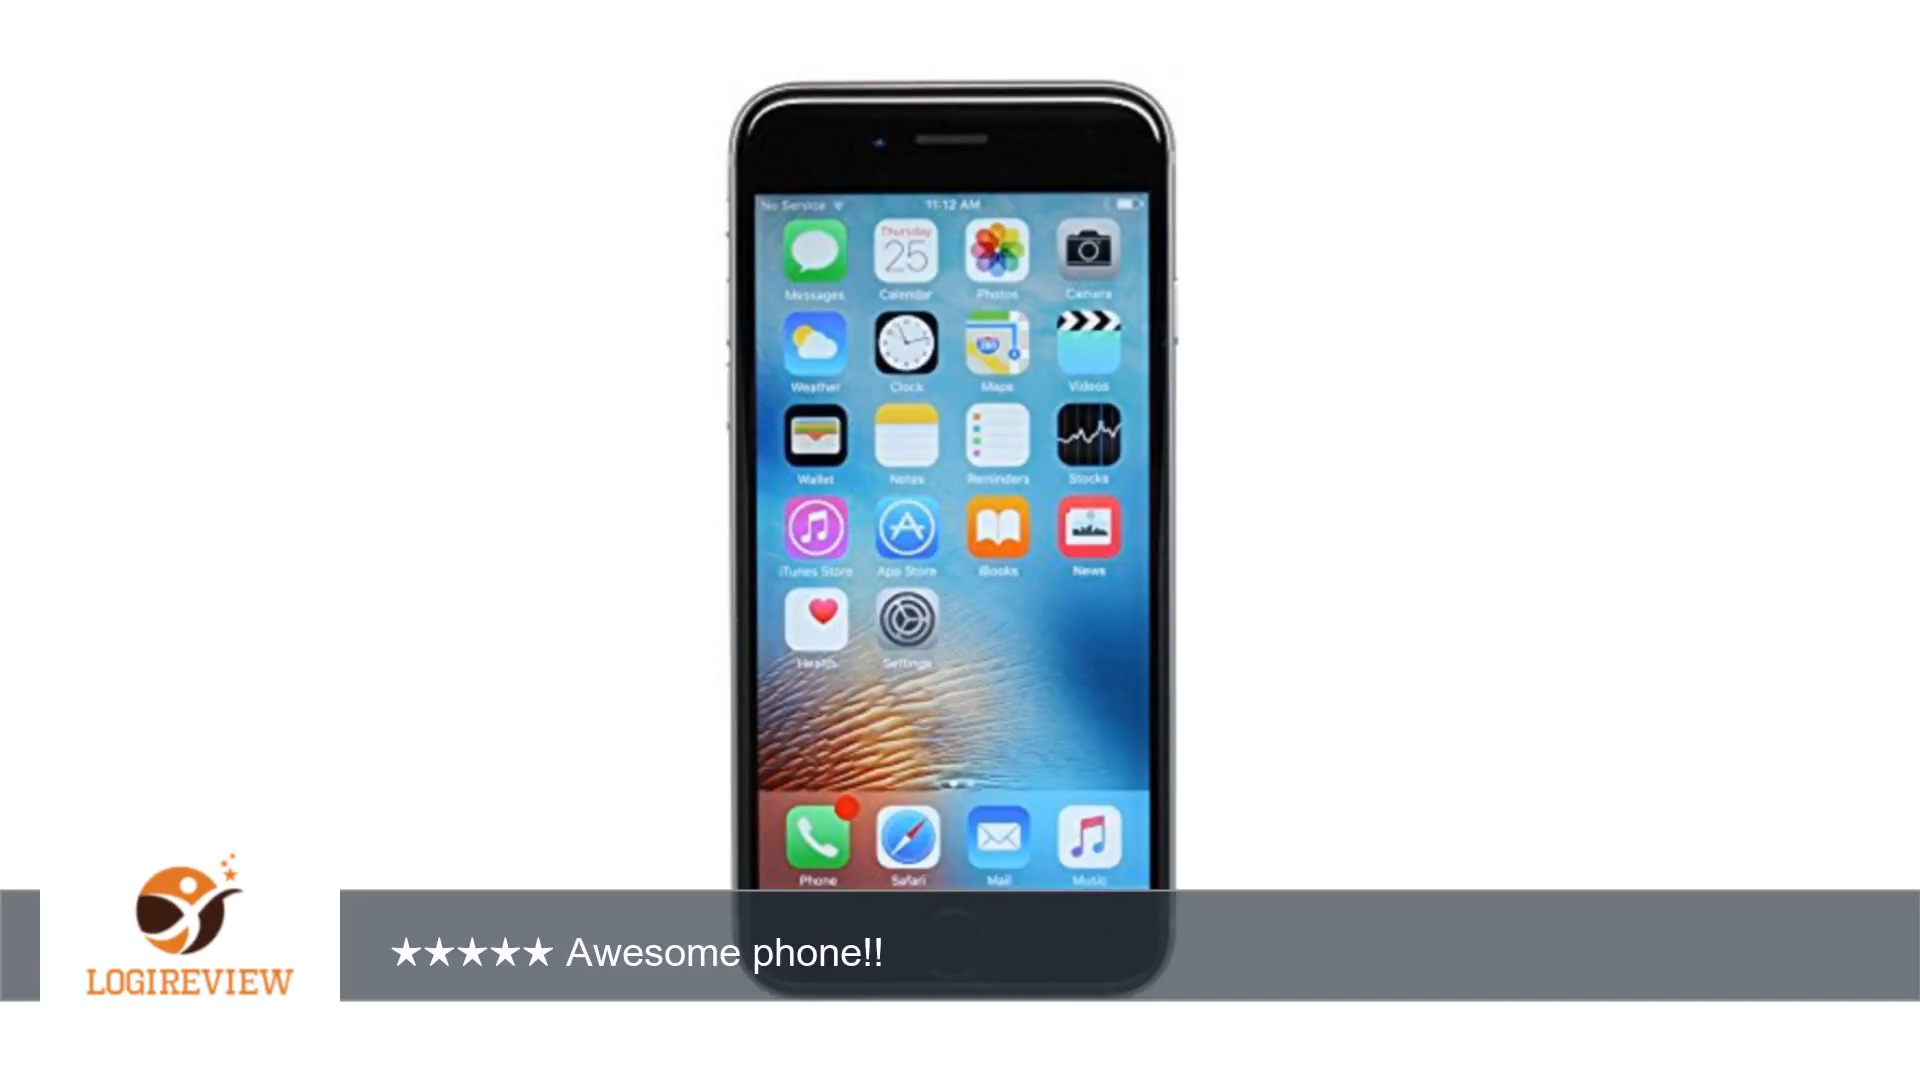 No Service 11:12 AM
Thursday
25
Messages Calendar Photos Camera
280
Weather Clock Maps Videos
Wallet Notes Reminders Stocks
iTunes Store App Store iBooks News
Health Settings
Phone Safari Mail Music
LOGIREVIEW
★★★★★ Awesome phone!!